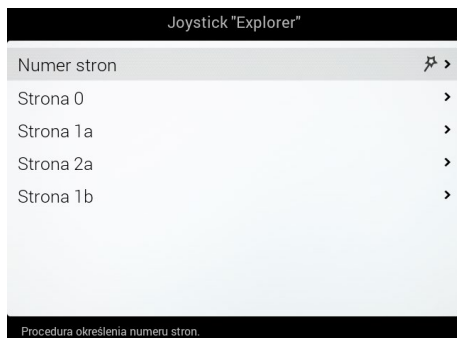 Joystick "Explorer"
Numer stron
Strona 0
Strona 1a
Strona 2a
Strona 1b
Procedura określenia numeru stron.